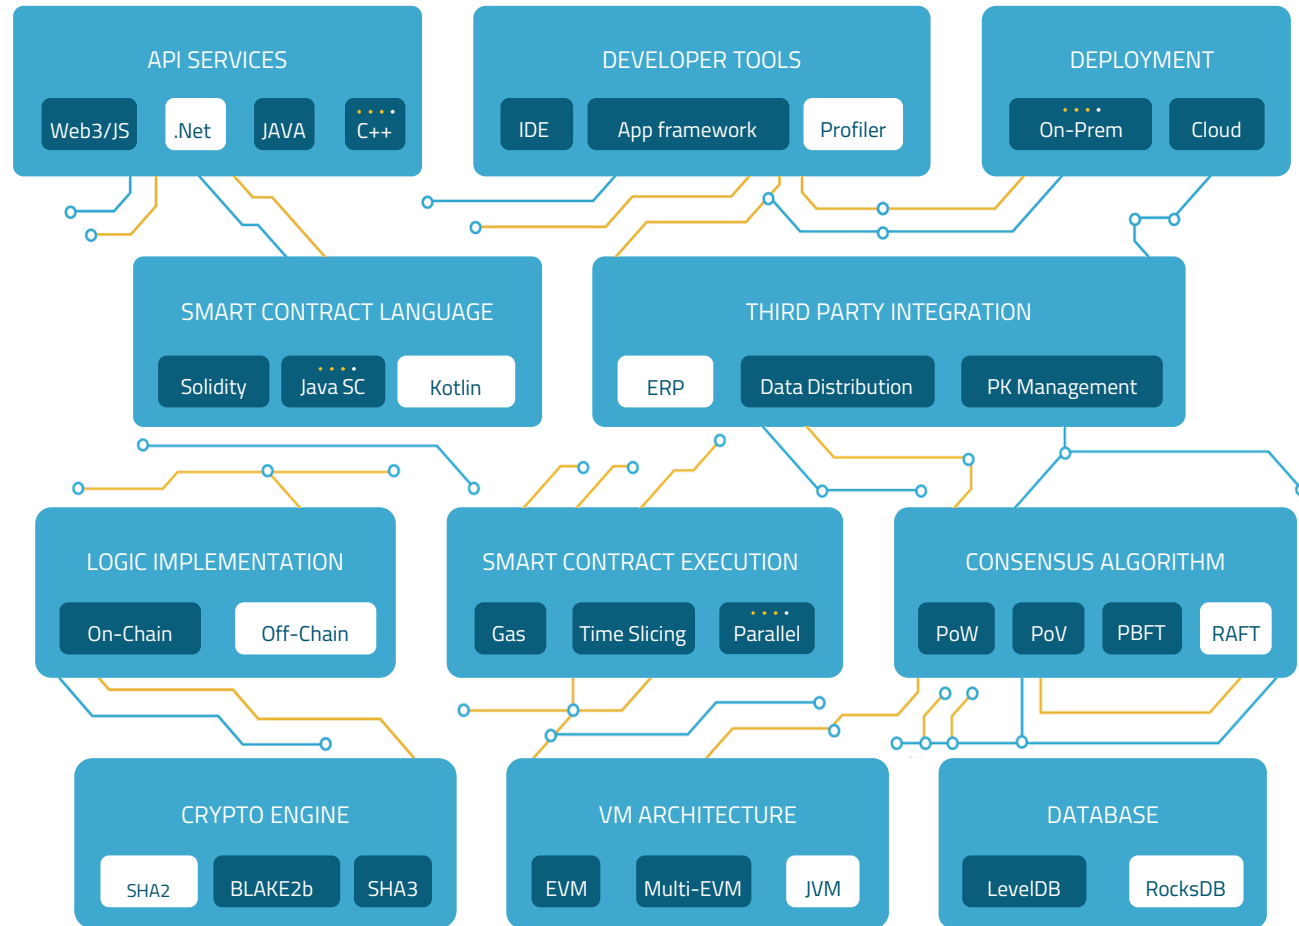 API SERVICES
Web3/JS
.Net
JAVA
C++
DEVELOPER TOOLS
IDE
App framework
Profiler
DEPLOYMENT
On-Prem
Cloud
SMART CONTRACT LANGUAGE
Solidity
Java SC
Kotlin
THIRD PARTY INTEGRATION
ERP
Data Distribution
PK Management
LOGIC IMPLEMENTATION
On-Chain
Off-Chain
SMART CONTRACT EXECUTION
Gas
Time Slicing
Parallel
CONSENSUS ALGORITHM
PoW
PoV
PBFT
RAFT
CRYPTO ENGINE
SHA2
BLAKE2b
SHA3
VM ARCHITECTURE
EVM
Multi-EVM
JVM
DATABASE
LevelDB
RocksDB